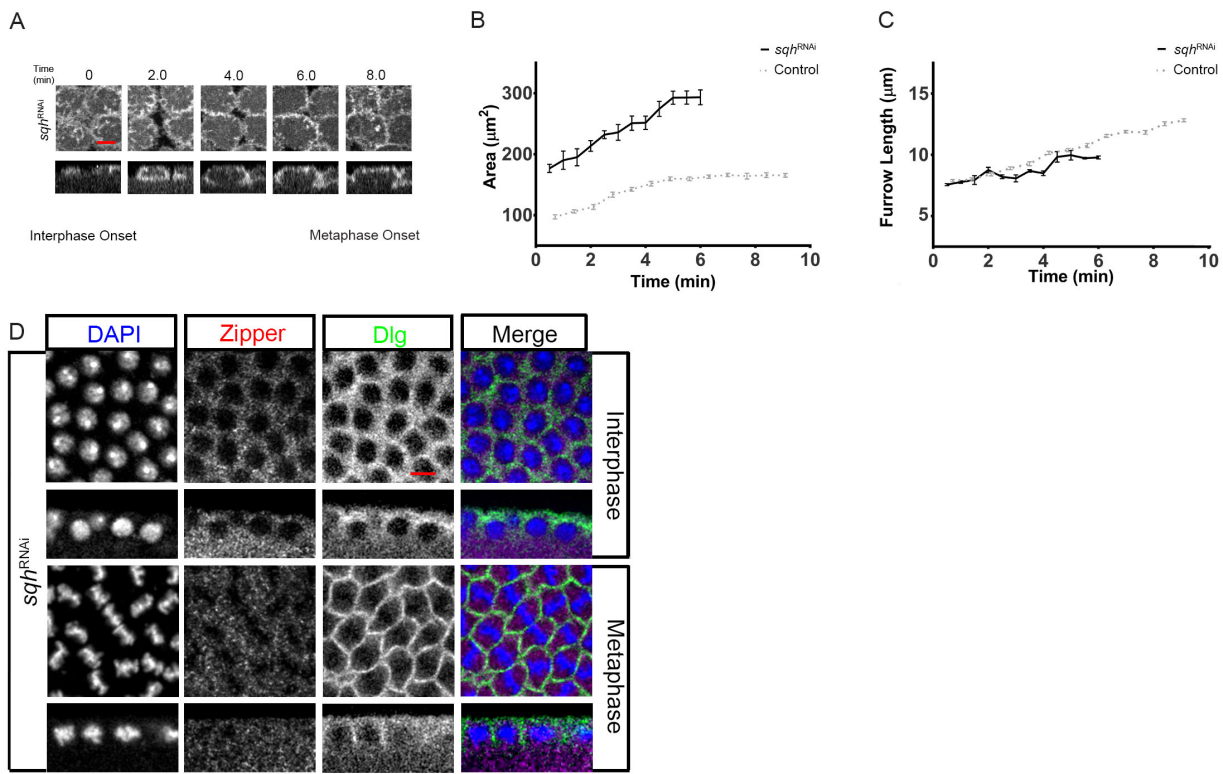 A
Time
(min)
0
2.0
4.0
6.0
8.0
sqhRNAi
Interphase Onset
Metaphase Onset
B
sqhRNAi
Control
300
200
100
Area (μm2)
0
2
4
6
8
10
Time (min)
C
sqhRNAi
Control
15
10
5
Furrow Length (μm)
0
2
4
6
8
10
Time (min)
D
DAPI
Zipper
Dlg
Merge
sqhRNAi
Interphase
Metaphase